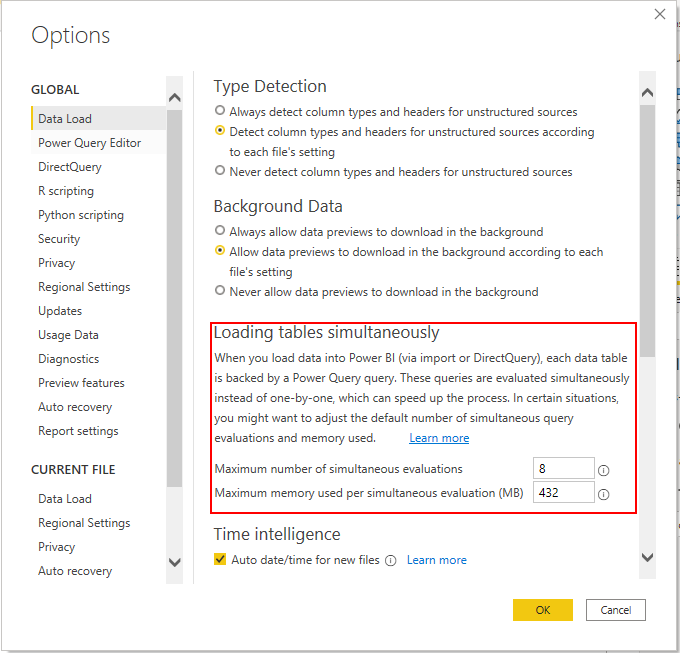 Options
GLOBAL
Data Load
Power Query Editor
DirectQuery
R scripting
Python scripting
Security
Privacy
Regional Settings
Updates
Usage Data
Diagnostics
Preview features
Auto recovery
Report settings
CURRENT FILE
Data Load
Regional Settings
Privacy
Auto recovery
Type Detection
Always detect column types and headers for unstructured sources
Detect column types and headers for unstructured sources according
to each file's setting
Never detect column types and headers for unstructured sources
Background Data
Always allow data previews to download in the background
Allow data previews to download in the background according to each
file's setting
Never allow data previews to download in the background
Loading tables simultaneously
When you load data into Power BI (via import or DirectQuery), each data table
is backed by a Power Query query. These queries are evaluated simultaneously
instead of one-by-one, which can speed up the process. In certain situations,
you might want to adjust the default number of simultaneous query
evaluations and memory used. Learn more
Maximum number of simultaneous evaluations 8
Maximum memory used per simultaneous evaluation (MB) 432
Time intelligence
Auto date/time for new files Learn more
OK Cancel